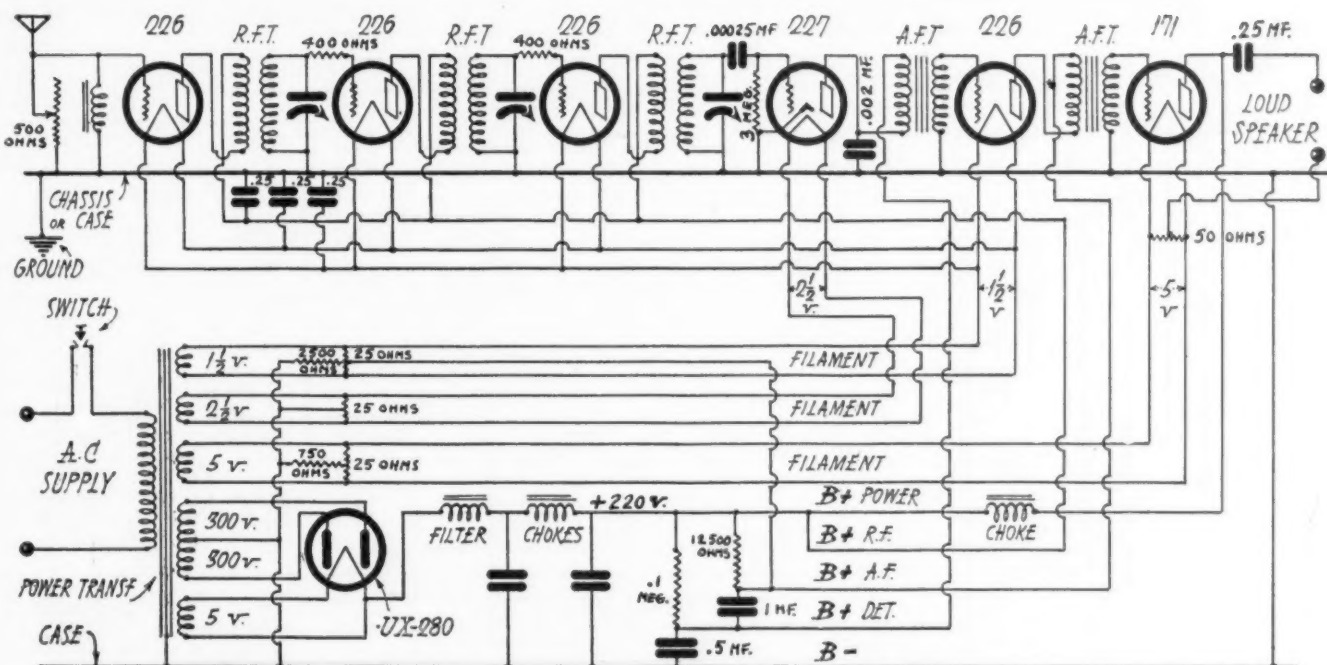 226
R.F.T.
400 OHMS
226
R.F.T
400 OHMS
226
R.F.T.
.00025 MF
227
A.F.T
226
A.F.T.
171
.25 MF.
500
OHMS
3 MEG.
.002 MF.
LOUD
SPEAKER
CHASSIS
OR CASE
.25
.25
.25
GROUND
50 OHMS
2½
V.
1½
V
5
V
SWITCH
1½ V.
2500
OHMS
25 OHMS
FILAMENT
2½ V
25 OHMS
FILAMENT
A.C
SUPPLY
5 V.
750
OHMS
25 OHMS
FILAMENT
300 V.
300 V.
FILTER
CHOKES
+220 V.
B+ POWER
CHOKE
12500
OHMS
B+ R.F.
B+ A.F.
POWER TRANSF
.1
MEG.
1 MF.
B+ DET.
5 V.
UX-280
CASE
.5 MF.
B-